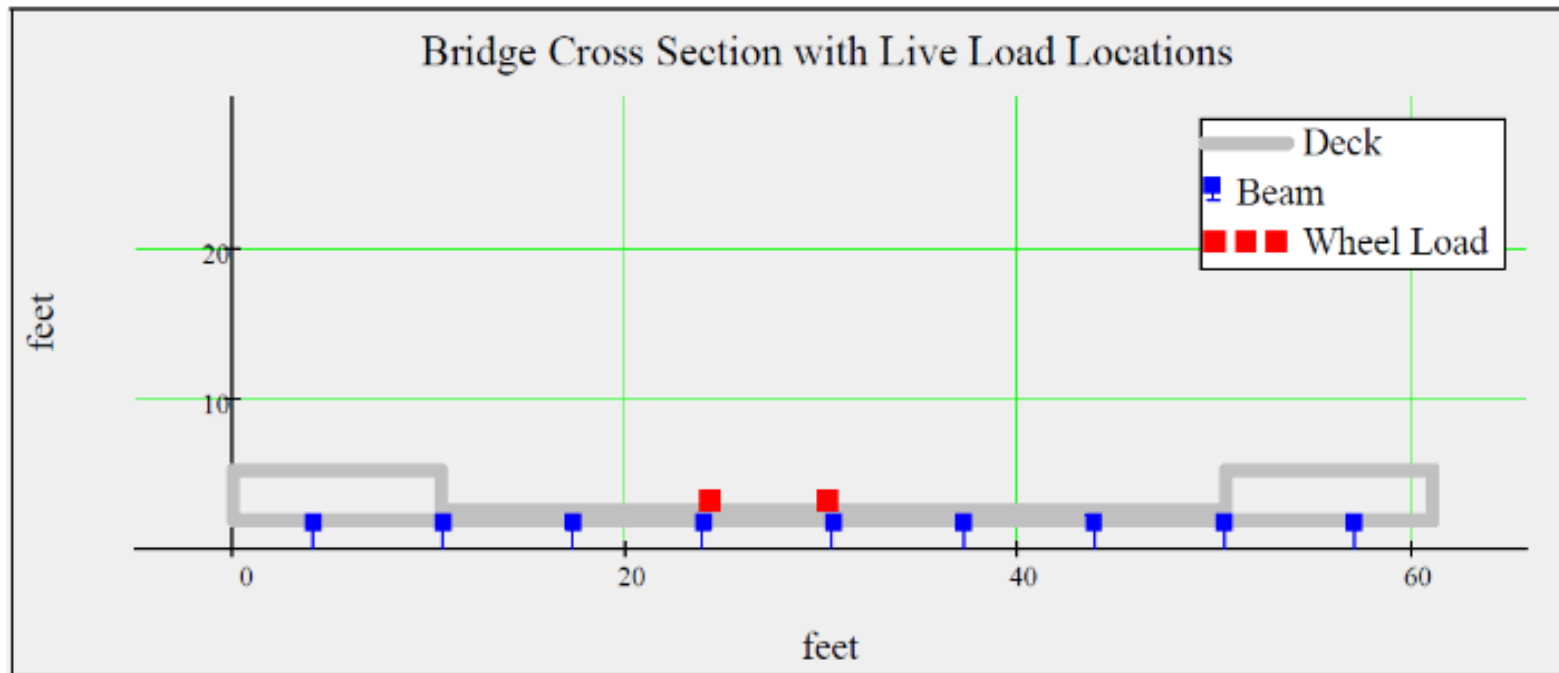 Bridge Cross Section with Live Load Locations
Deck
Beam
Wheel Load
20
10
feet
0 20 40 60
feet